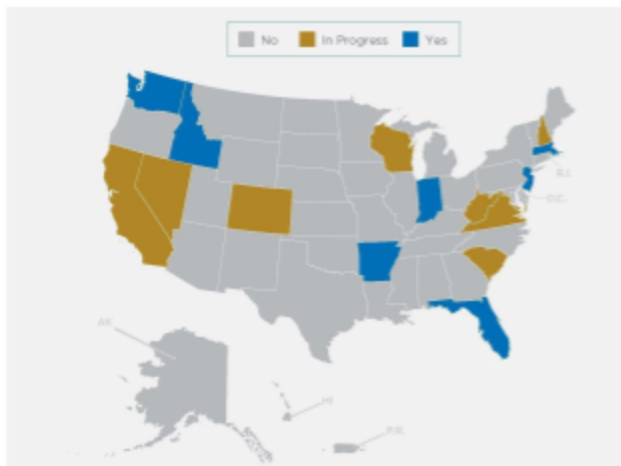 No In Progress Yes
R.I.
D.C.
AK
HI
P.R.